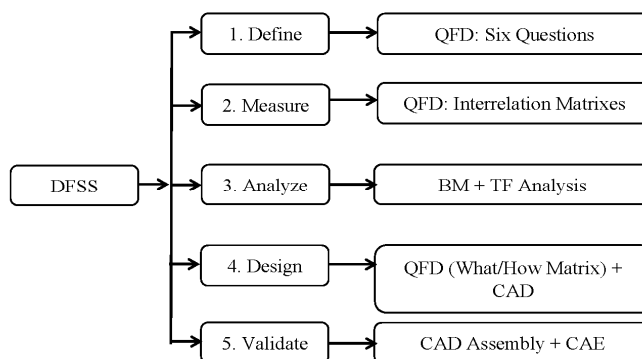 1. Define
QFD: Six Questions
2. Measure
QFD: Interrelation Matrixes
DFSS
3. Analyze
BM + TF Analysis
4. Design
QFD (What/How Matrix) +
CAD
5. Validate
CAD Assembly + CAE